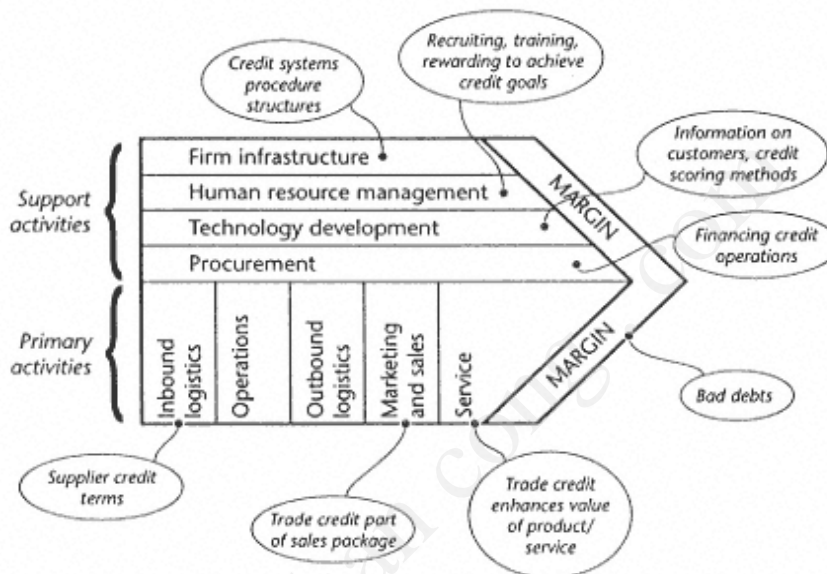 Credit systems
procedure
structures
Recruiting, training,
rewarding to achieve
credit goals
Information on
customers, credit
scoring methods
Financing credit
operations
Support
activities
Firm infrastructure
Human resource management
Technology development
Procurement
MARGIN
Primary
activities
Inbound
logistics
Operations
Outbound
logistics
Marketing
and sales
Service
MARGIN
Bad debts
Supplier credit
terms
Trade credit part
of sales package
Trade credit
enhances value
of product/
service